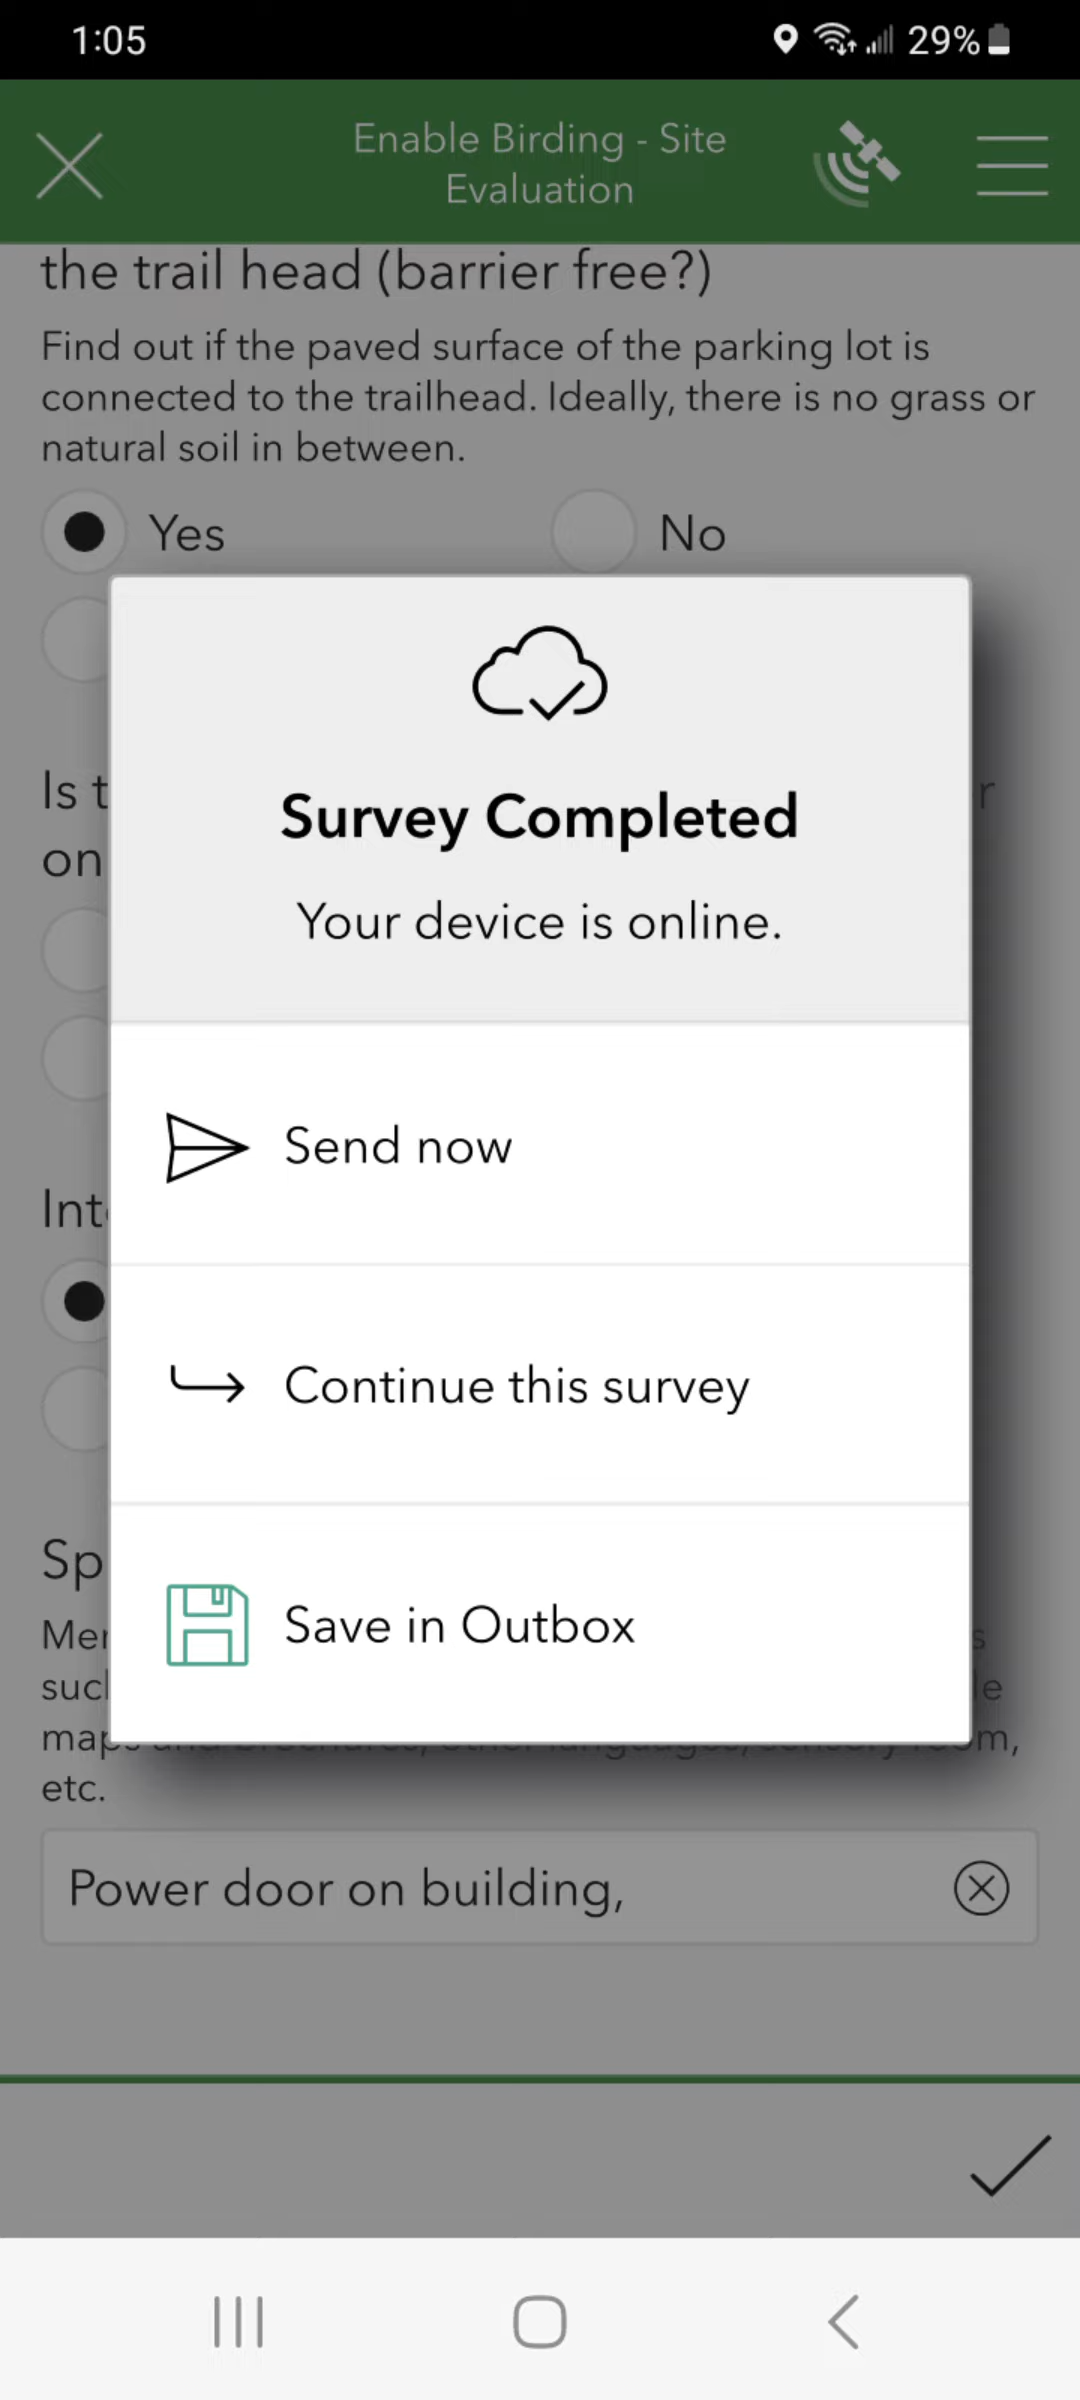 1:05
29%
Enable Birding - Site
Evaluation
the trail head (barrier free?)
Find out if the paved surface of the parking lot is
connected to the trailhead. Ideally, there is no grass or
natural soil in between.
Yes No
Survey Completed
Your device is online.
Send now
Continue this survey
Save in Outbox
etc.
Power door on building,